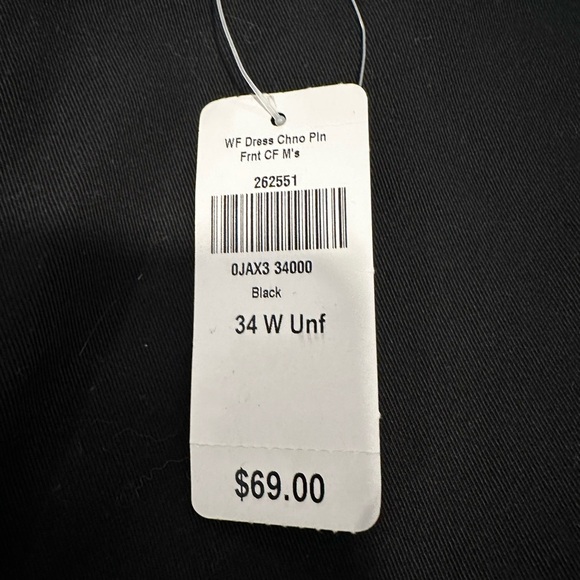 WF Dress Chno Pln
Frnt CF M's
262551
0JAX3 34000
Black
34 W Unf
$69.00